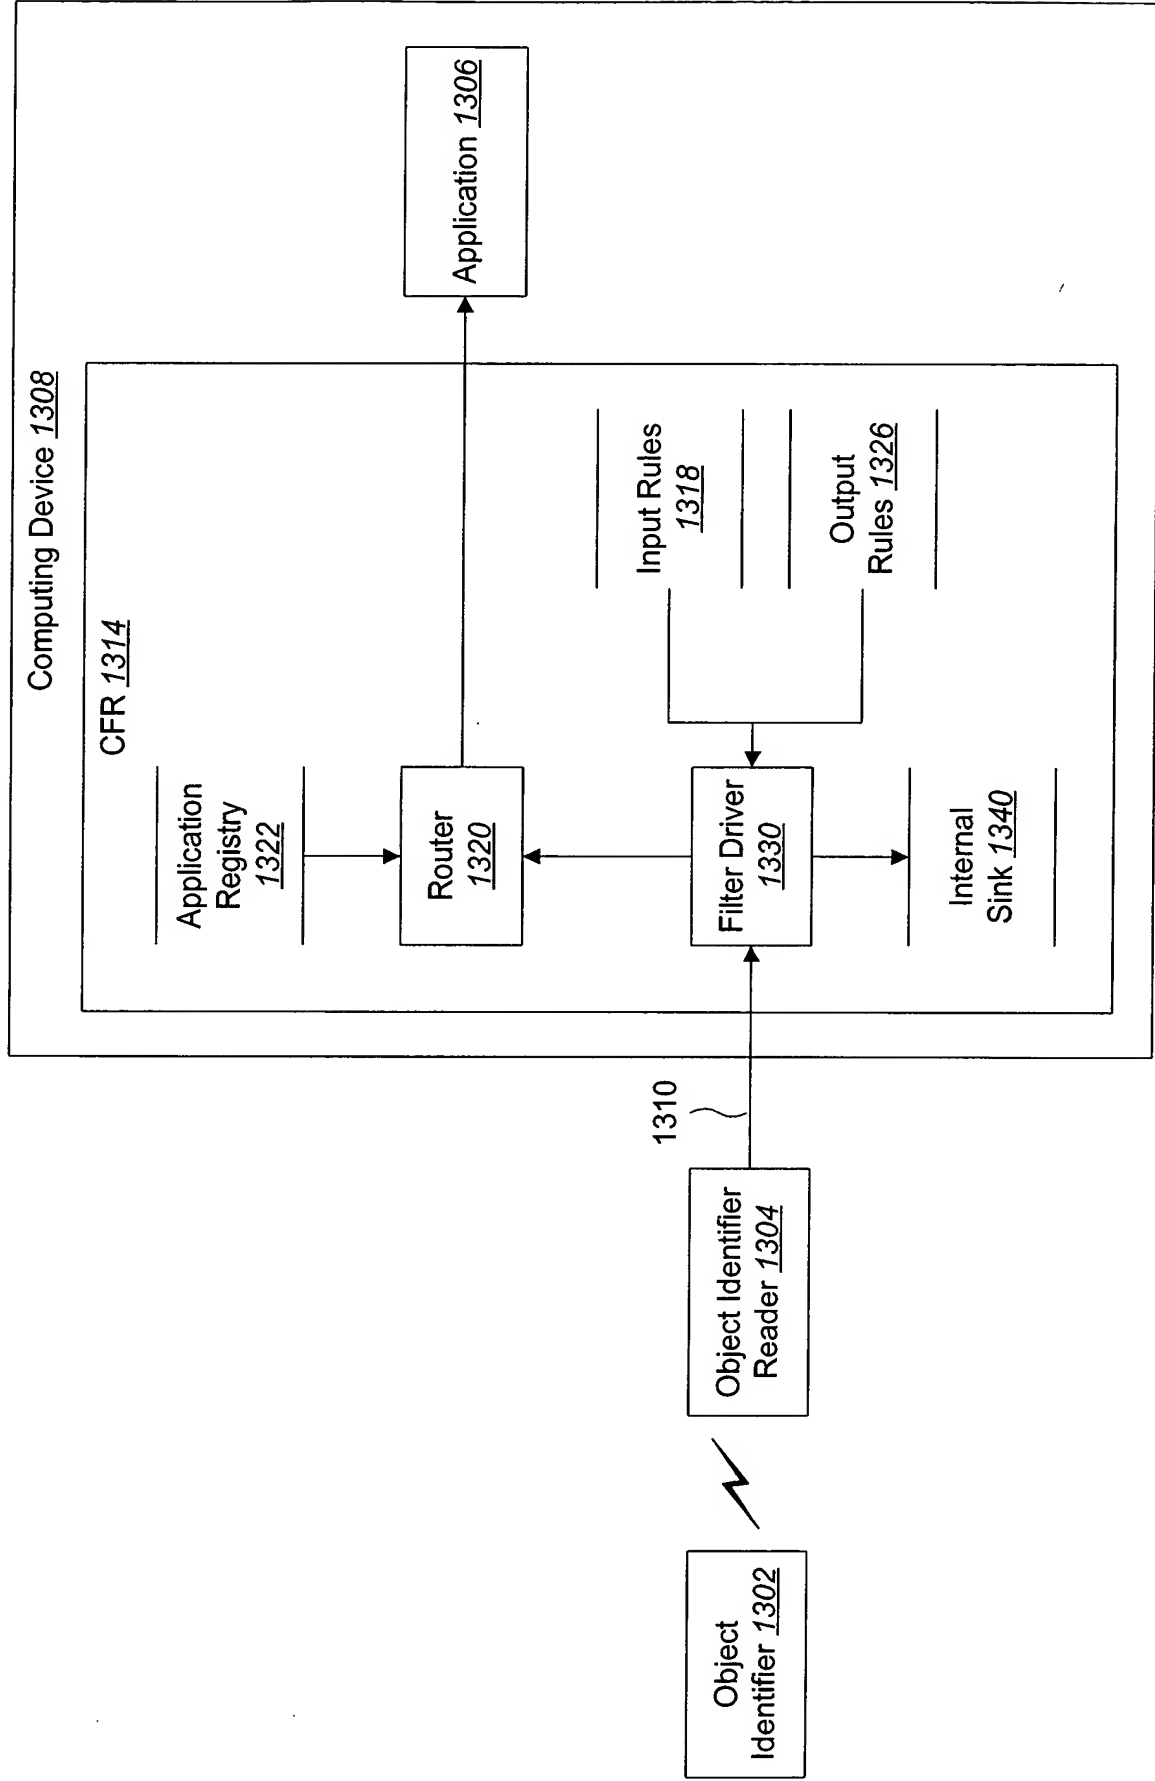 Computing Device 1308
CFR 1314
Application
Registry
1322
Router
1320
Application 1306
Input Rules
1318
Output
Rules 1326
Filter Driver
1330
Internal
Sink 1340
1310
Object Identifier
Reader 1304
Object
Identifier 1302